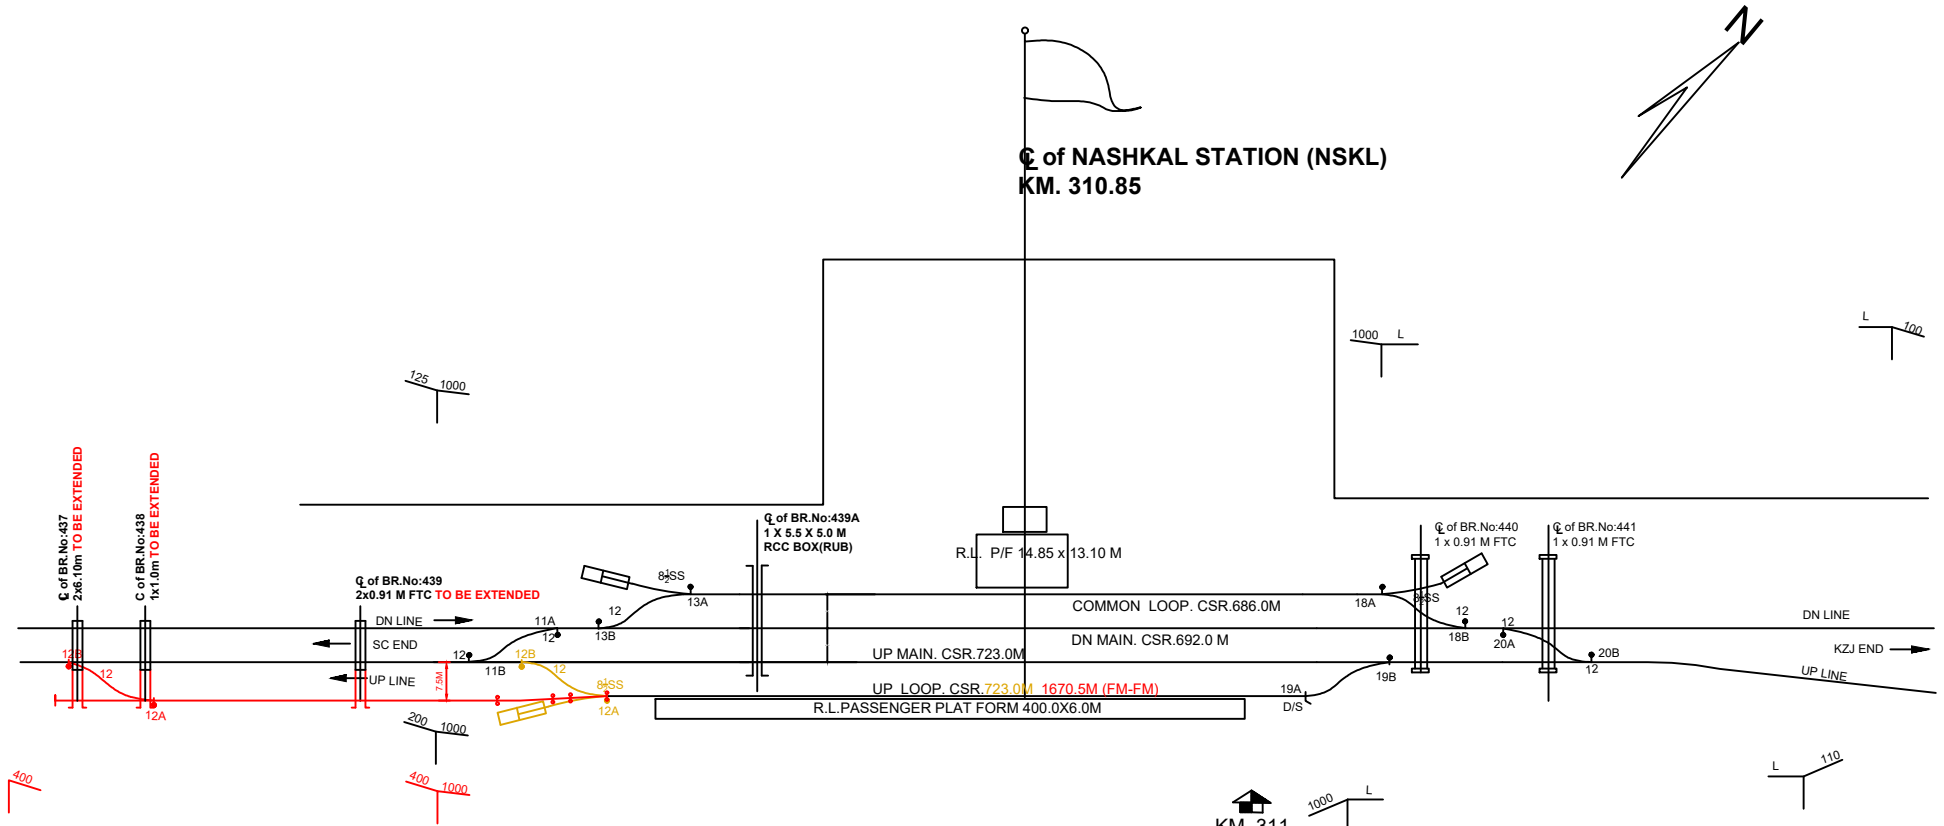 N
℄ of NASHKAL STATION (NSKL)
KM. 310.85
125 1000
1000 L
L 100
℄ of BR.No:437
2x6.10m TO BE EXTENDED
C of BR.No:438
1x1.0m TO BE EXTENDED
℄ of BR.No:439
2x0.91 M FTC TO BE EXTENDED
℄ of BR.No:439A
1 X 5.5 X 5.0 M
RCC BOX(RUB)
R.L. P/F 14.85 x 13.10 M
℄ of BR.No:440
1 x 0.91 M FTC
℄ of BR.No:441
1 x 0.91 M FTC
8½SS
13A
12
13B
COMMON LOOP. CSR.686.0M
18A
8½SS
12
18B
DN LINE
11A
12
SC END
DN MAIN. CSR.692.0 M
12
20A
DN LINE
12B
12
12
11B
12B
12
UP MAIN. CSR.723.0M
19B
20B
12
KZJ END
UP LINE
7.5M
8½SS
12A
UP LOOP. CSR.723.0M 1670.5M (FM-FM)
19A
D/S
UP LINE
12A
R.L.PASSENGER PLAT FORM 400.0X6.0M
200 1000
400
400 1000
L 110
1000 L
KM. 311